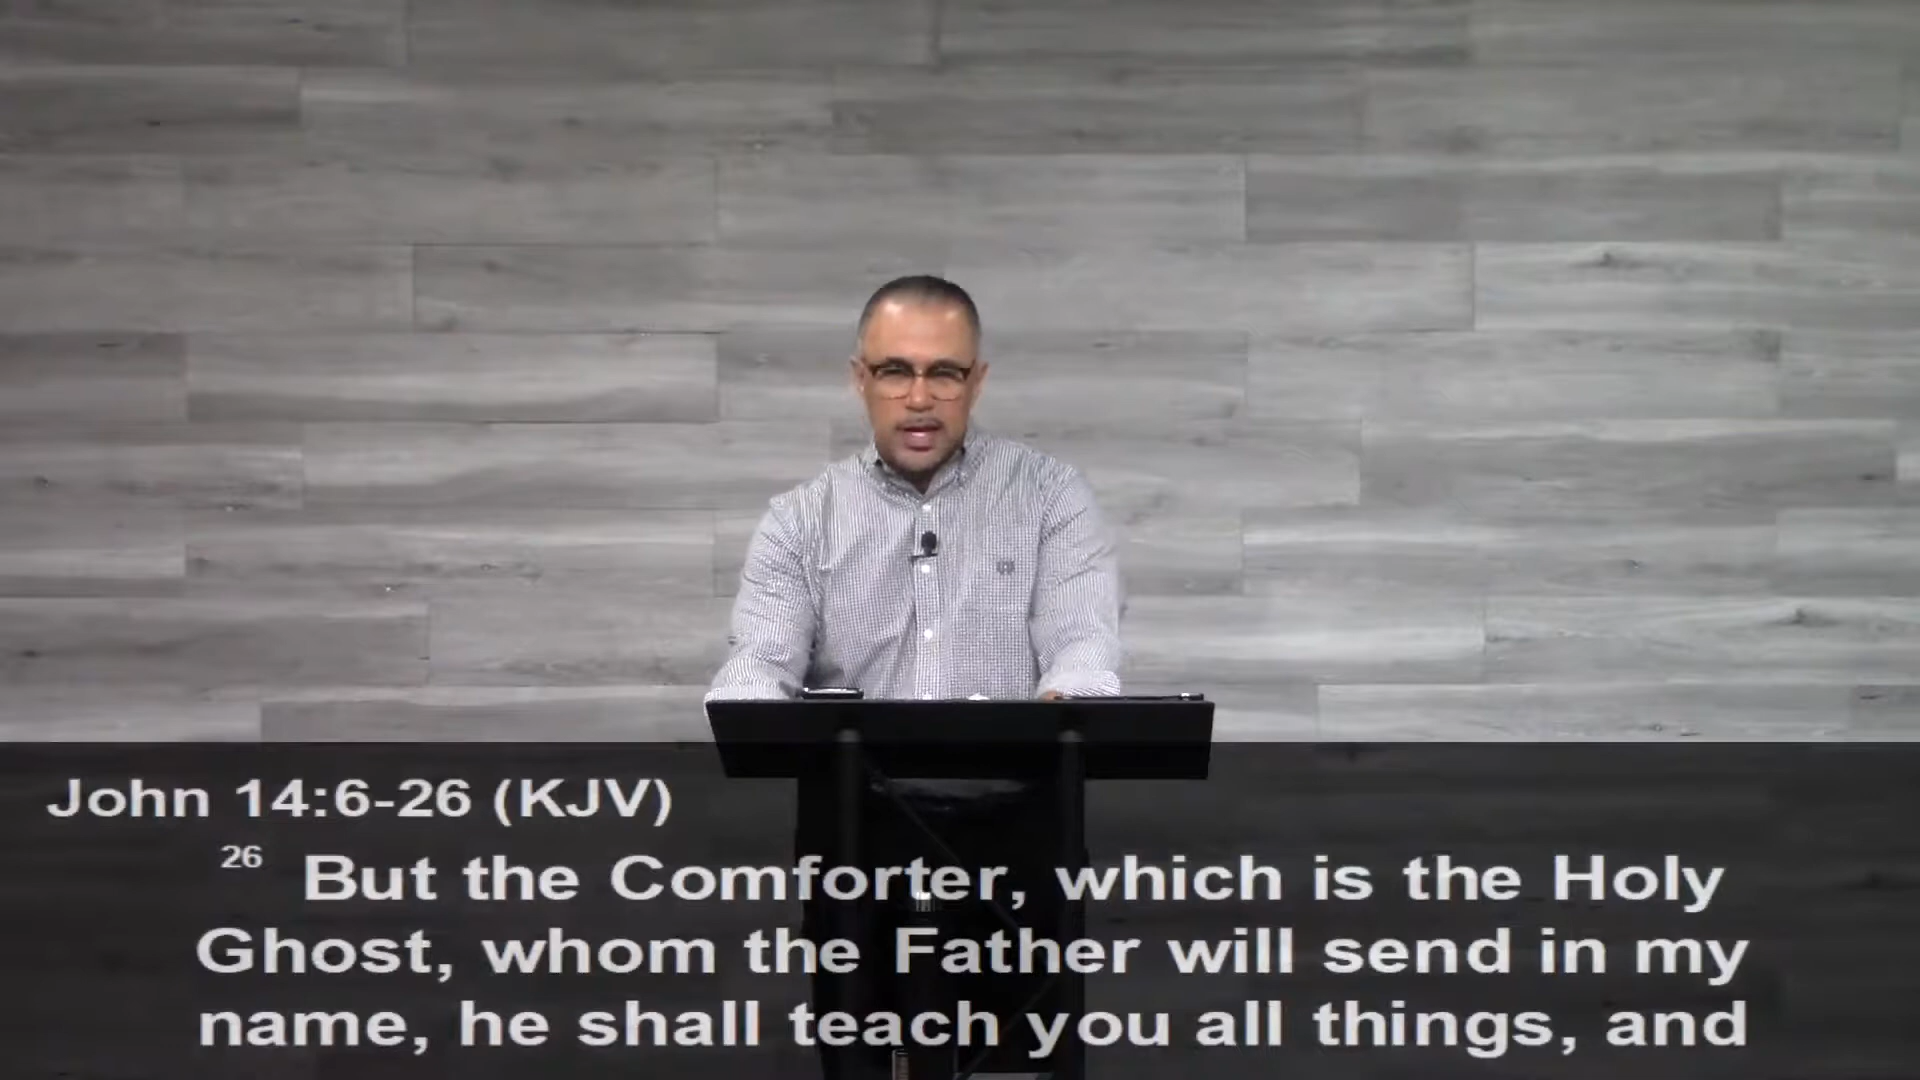 John 14:6-26 (KJV)
26 But the Comforter, which is the Holy
Ghost, whom the Father will send in my
name, he shall teach you all things, and